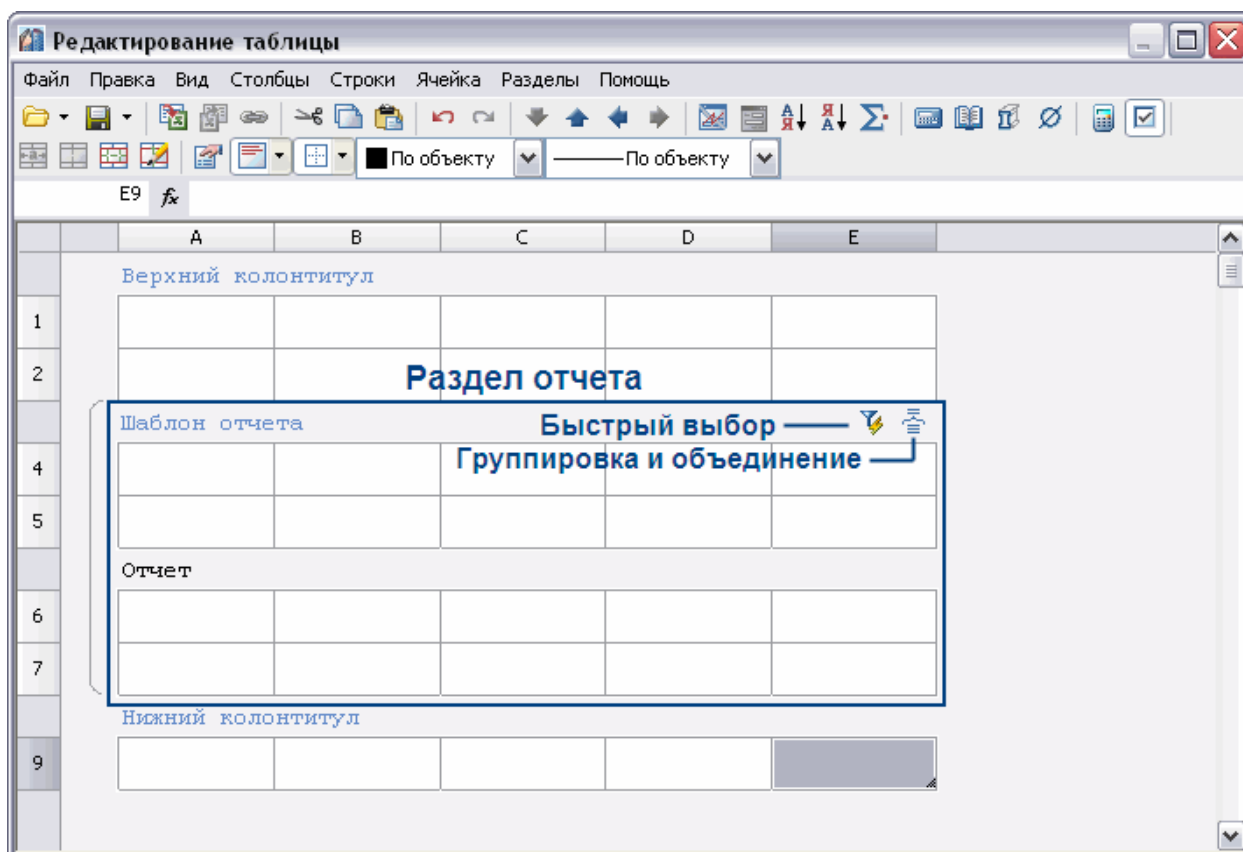 Редактирование таблицы
Файл Правка Вид Столбцы Строки Ячейка Разделы Помощь
По объекту По объекту
E9 fx
A B C D E
Верхний колонтитул
1
2
Раздел отчета
Шаблон отчета Быстрый выбор
Группировка и объединение
4
5
Отчет
6
7
Нижний колонтитул
9